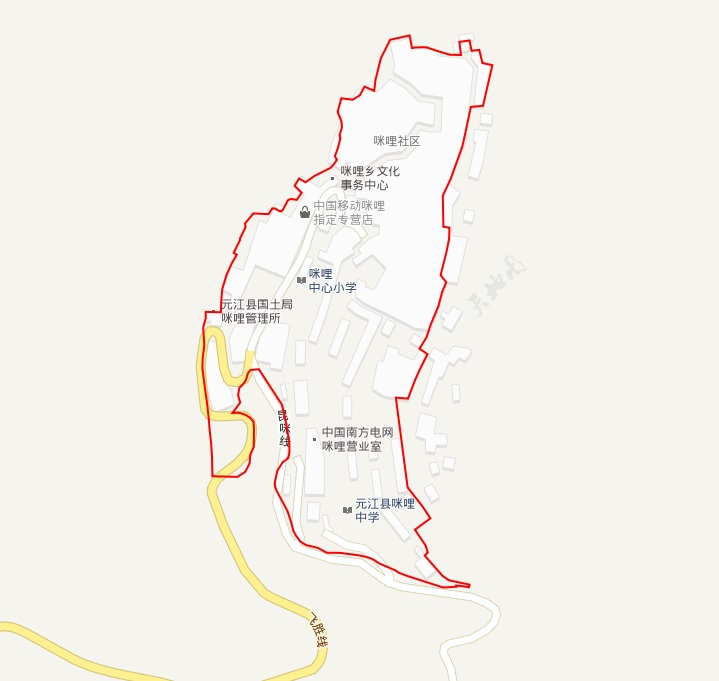 咪哩社区
咪哩乡文化
事务中心
中国移动咪哩
指定专营店
咪哩
中心小学
元江县国土局
咪哩管理所
昆咪线
中国南方电网
咪哩营业室
元江县咪哩
中学
飞胜线